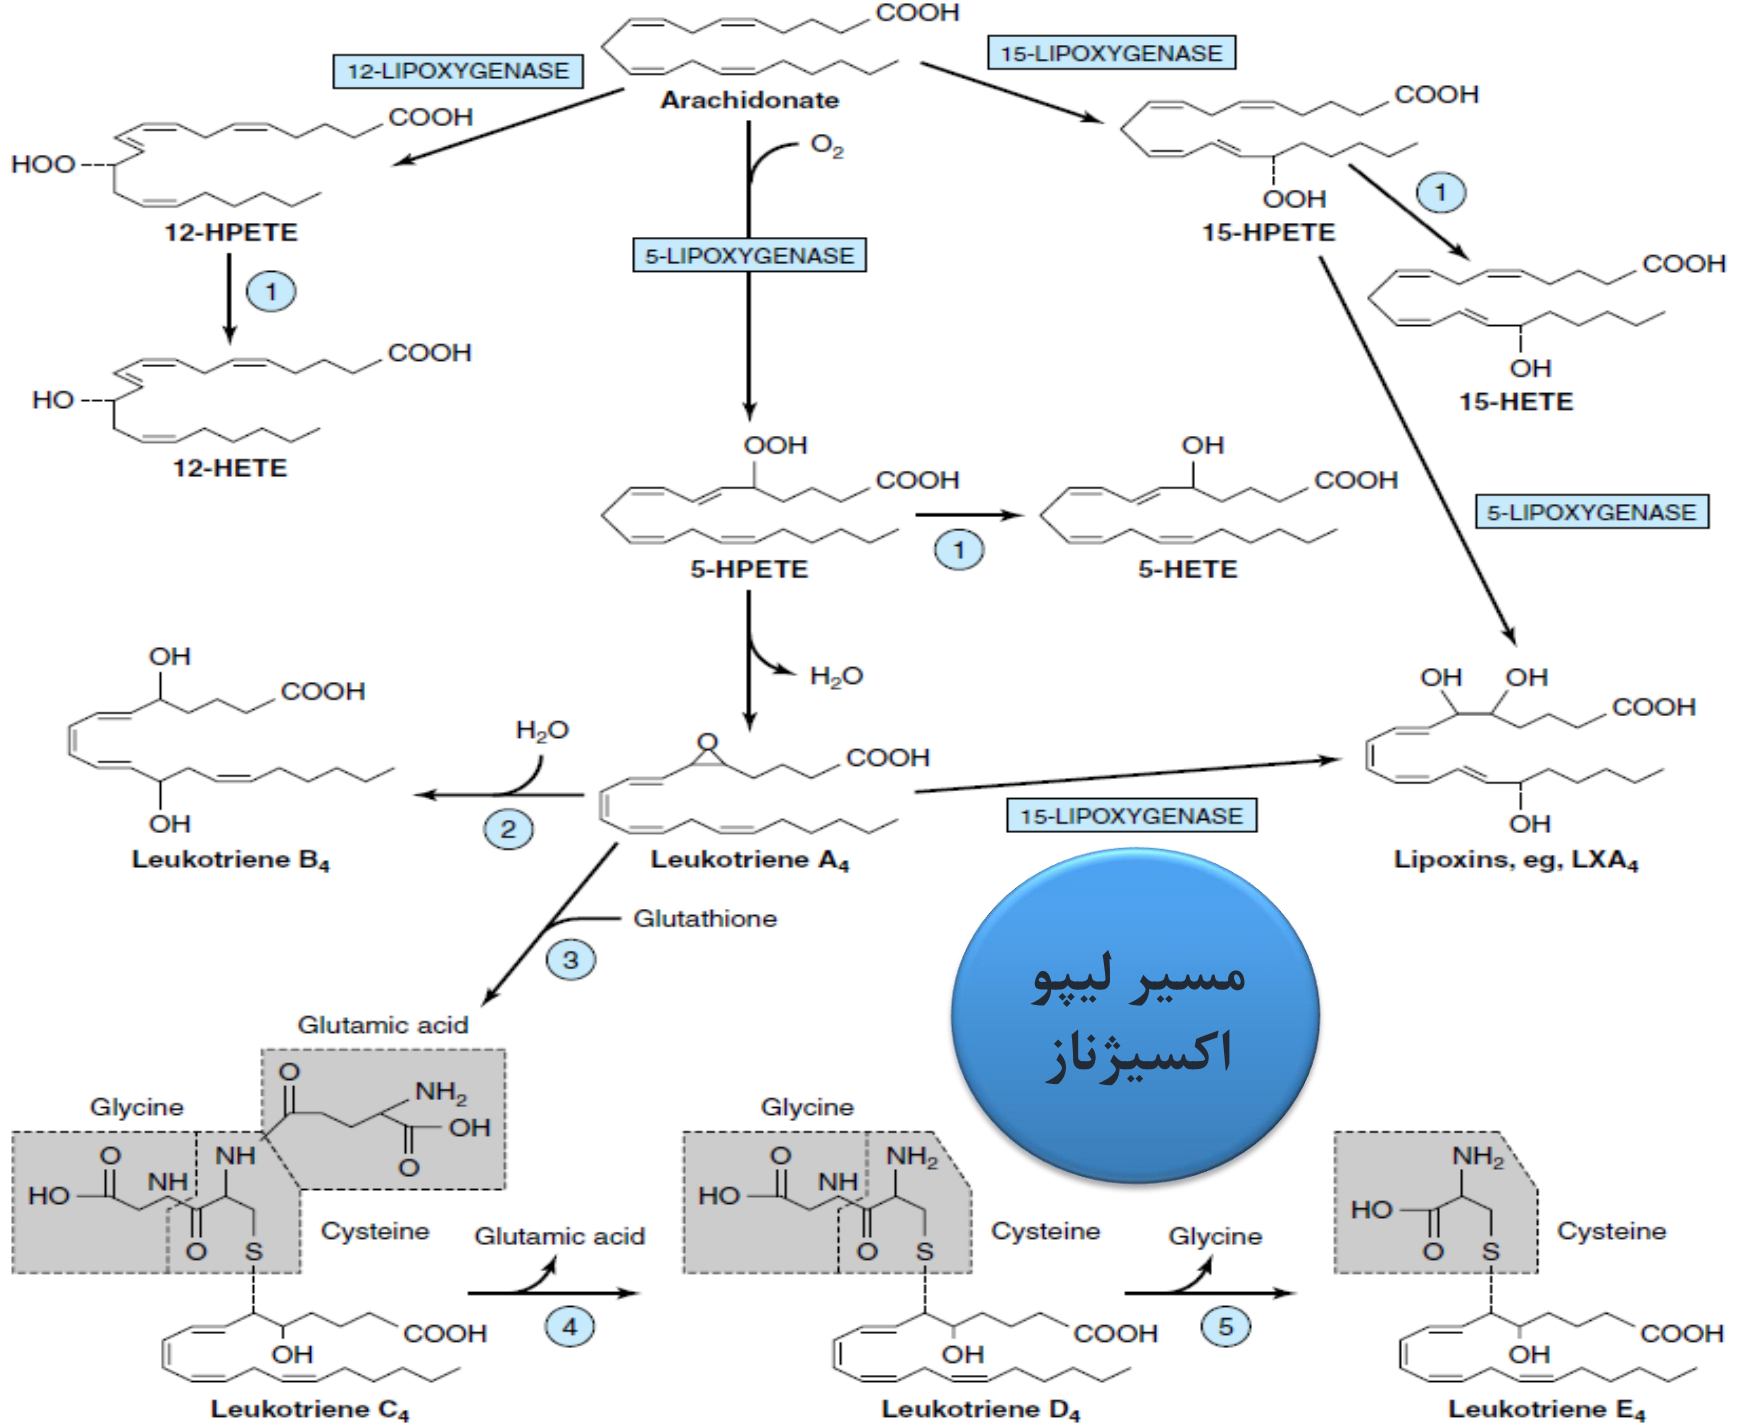 COOH
12-LIPOXYGENASE
15-LIPOXYGENASE
Arachidonate
COOH
HOO
12-HPETE
O₂
COOH
OOH
15-HPETE
1
5-LIPOXYGENASE
1
COOH
HO
12-HETE
COOH
OH
15-HETE
OOH
COOH
5-HPETE
1
OH
COOH
5-HETE
5-LIPOXYGENASE
H₂O
OH
COOH
OH
Leukotriene B₄
H₂O
2
O
COOH
Leukotriene A₄
15-LIPOXYGENASE
OH OH
COOH
OH
Lipoxins, eg, LXA₄
Glutathione
3
مسیر لیپو
اکسیژناز
Glutamic acid
O
NH₂
OH
O
Glycine
O
NH
NH
HO
O
S
Cysteine
COOH
OH
Leukotriene C₄
Glutamic acid
4
Glycine
O
NH
NH₂
HO
O
S
Cysteine
COOH
OH
Leukotriene D₄
Glycine
5
NH₂
HO
O
S
Cysteine
COOH
OH
Leukotriene E₄